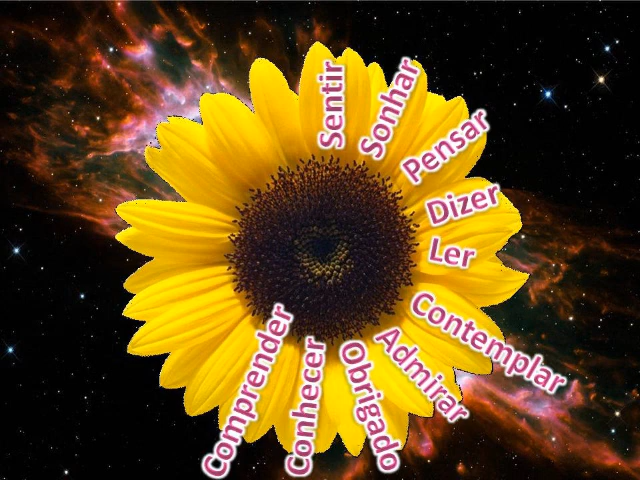 Sentir
Sonhar
Pensar
Dizer
Ler
Contemplar
Admirar
Obrigado
Conhecer
Comprender